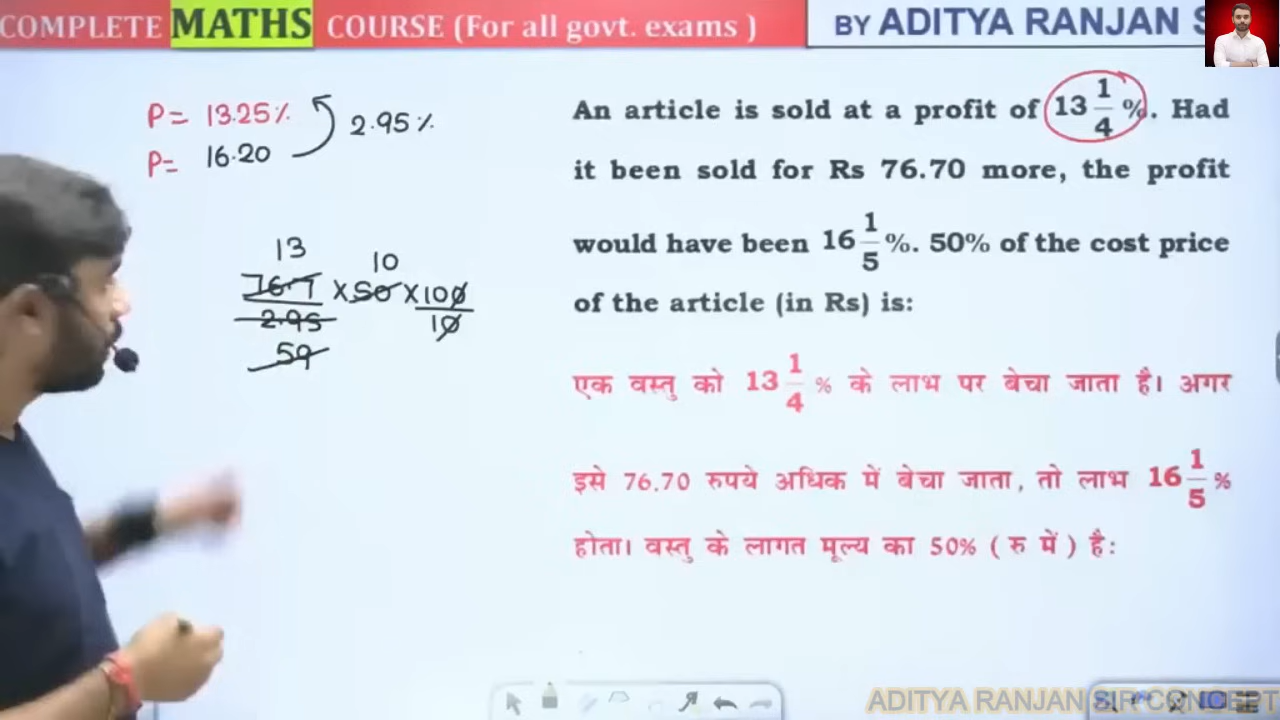 COMPLETE MATHS COURSE (For all govt. exams )
BY ADITYA RANJAN S
P= 13.25%
2.95%
P= 16.20
13
10
76.7 × 50 × 100
2.95 10
59
An article is sold at a profit of 13 1/4 %. Had
it been sold for Rs 76.70 more, the profit
would have been 16 1/5 %. 50% of the cost price
of the article (in Rs) is:
एक वस्तु को 13 1/4 % के लाभ पर बेचा जाता है। अगर
इसे 76.70 रुपये अधिक में बेचा जाता, तो लाभ 16 1/5 %
होता। वस्तु के लागत मूल्य का 50% ( रु में ) है:
ADITYA RANJAN SIR CONCEPT